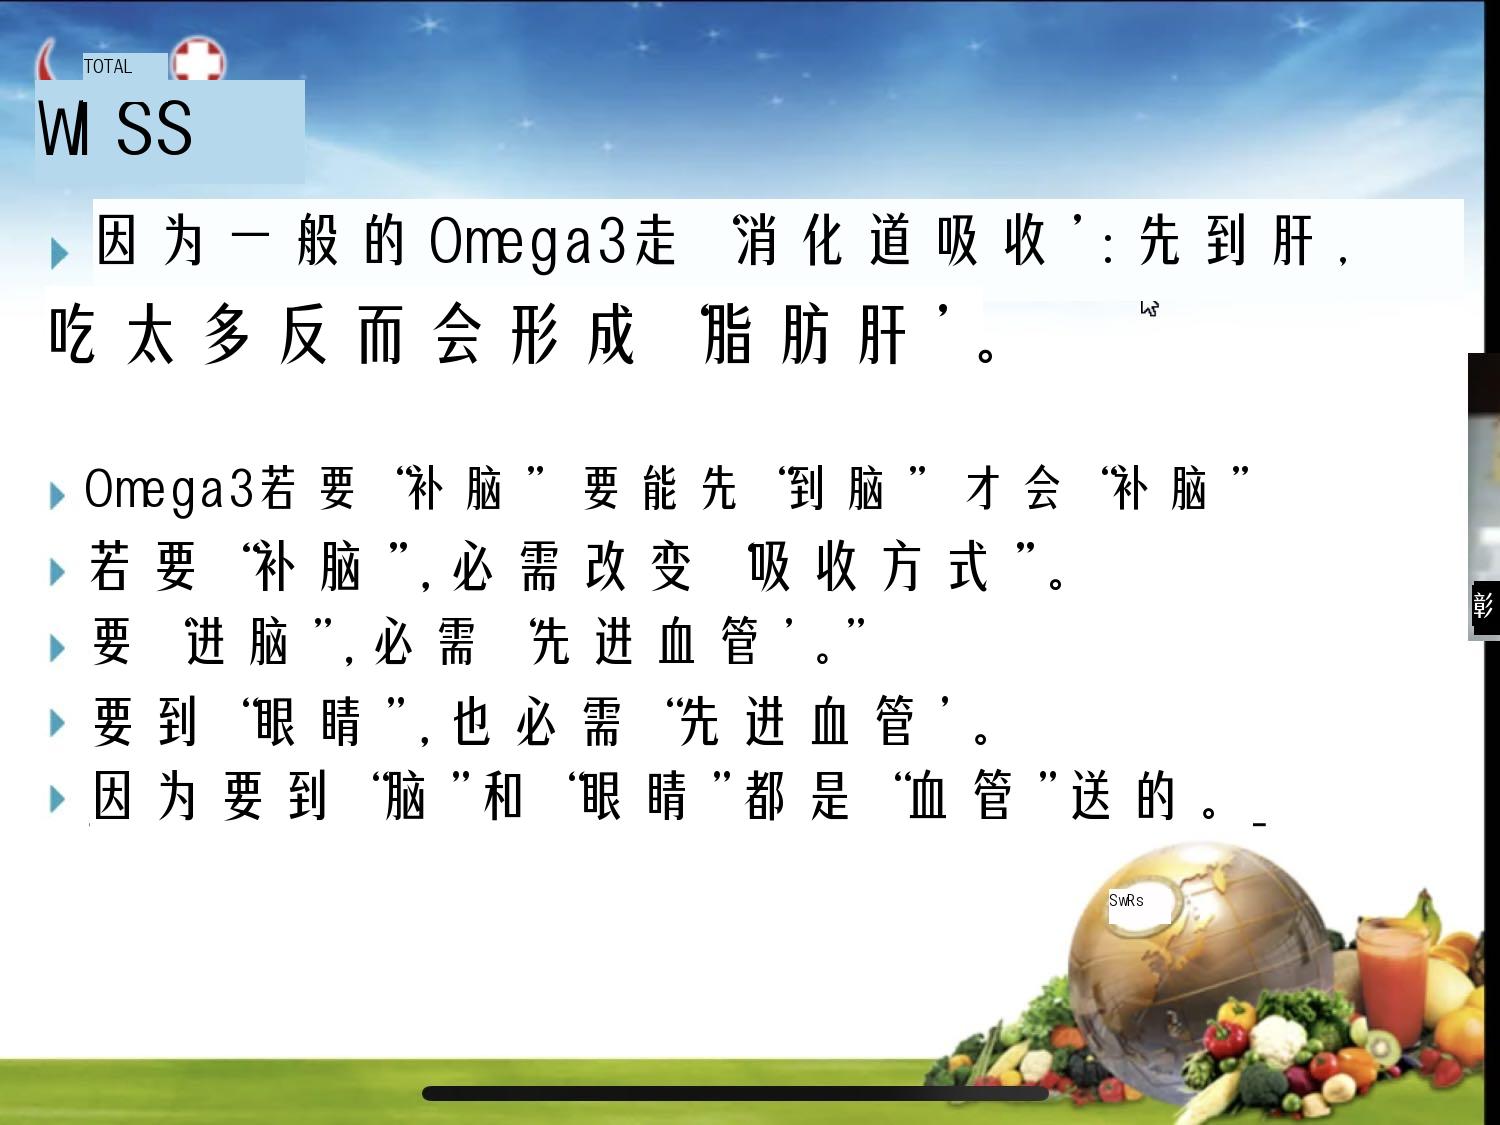 TOTAL
WISS
因为一般的Omega3走‘消化道吸收’:先到肝,
吃太多反而会形成‘脂肪肝’。
Omega3若要“补脑”要能先“到脑”才会“补脑”
若要“补脑”,必需改变‘吸收方式”。
要‘进脑”,必需‘先进血管’。”
要到“眼睛”,也必需“先进血管’。
因为要到“脑”和“眼睛”都是“血管”送的。
SwRs
彰